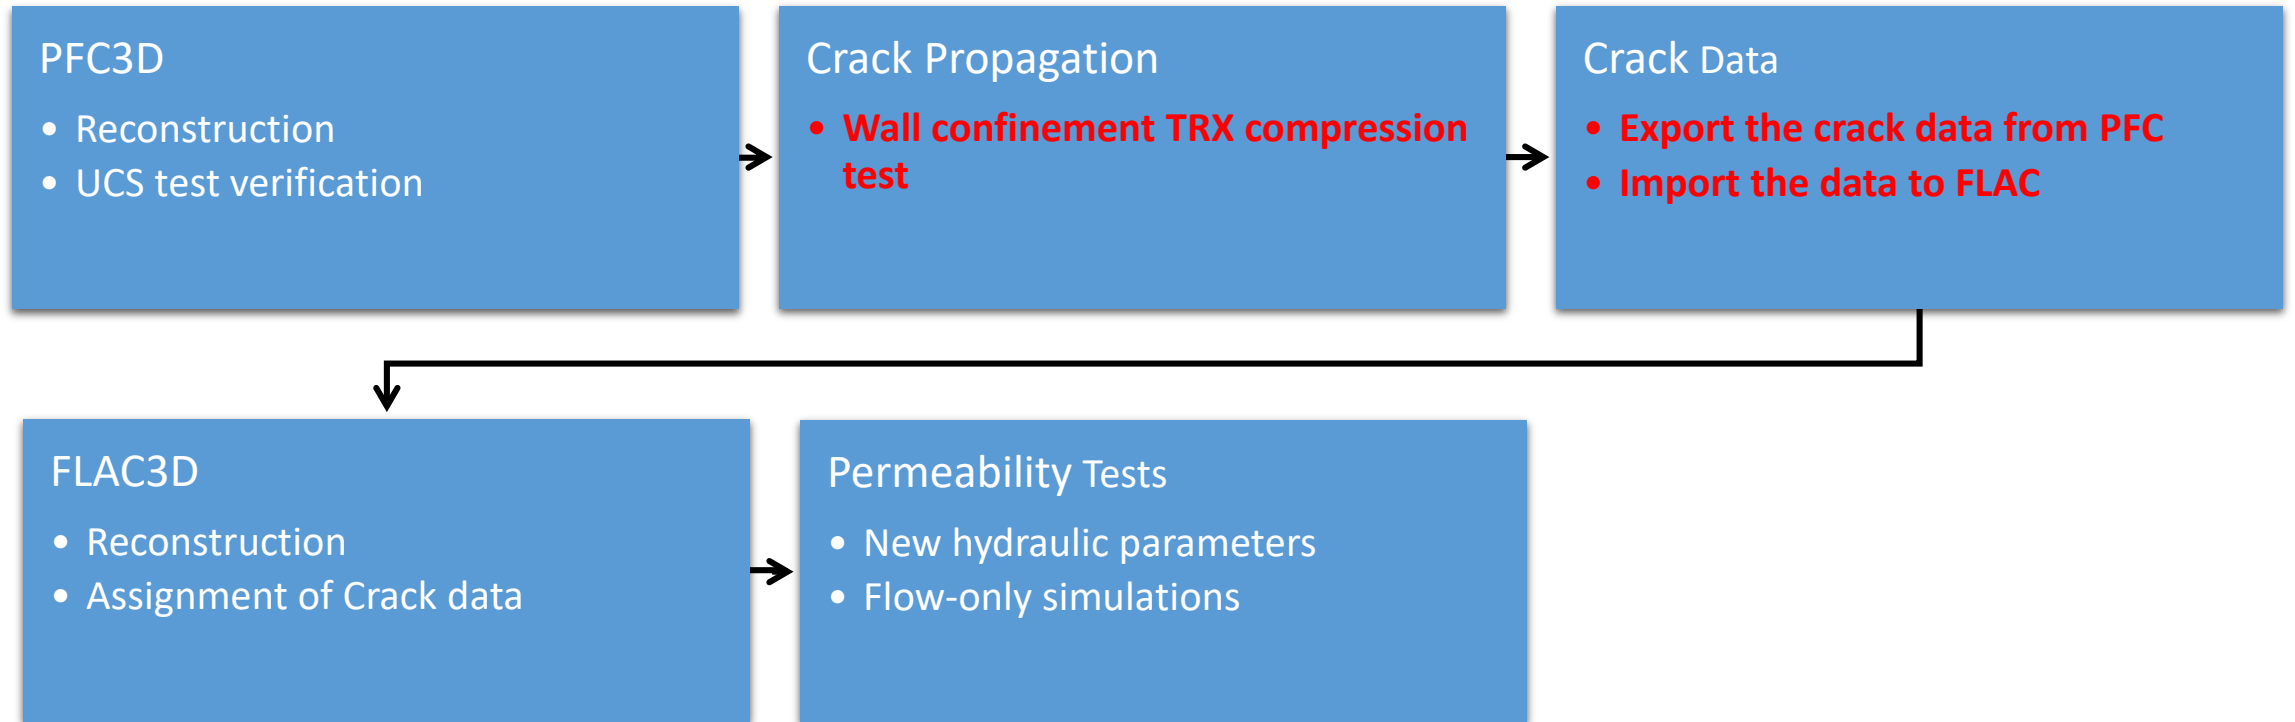 PFC3D
• Reconstruction
• UCS test verification
Crack Propagation
• Wall confinement TRX compression
test
Crack Data
• Export the crack data from PFC
• Import the data to FLAC
FLAC3D
• Reconstruction
• Assignment of Crack data
Permeability Tests
• New hydraulic parameters
• Flow-only simulations